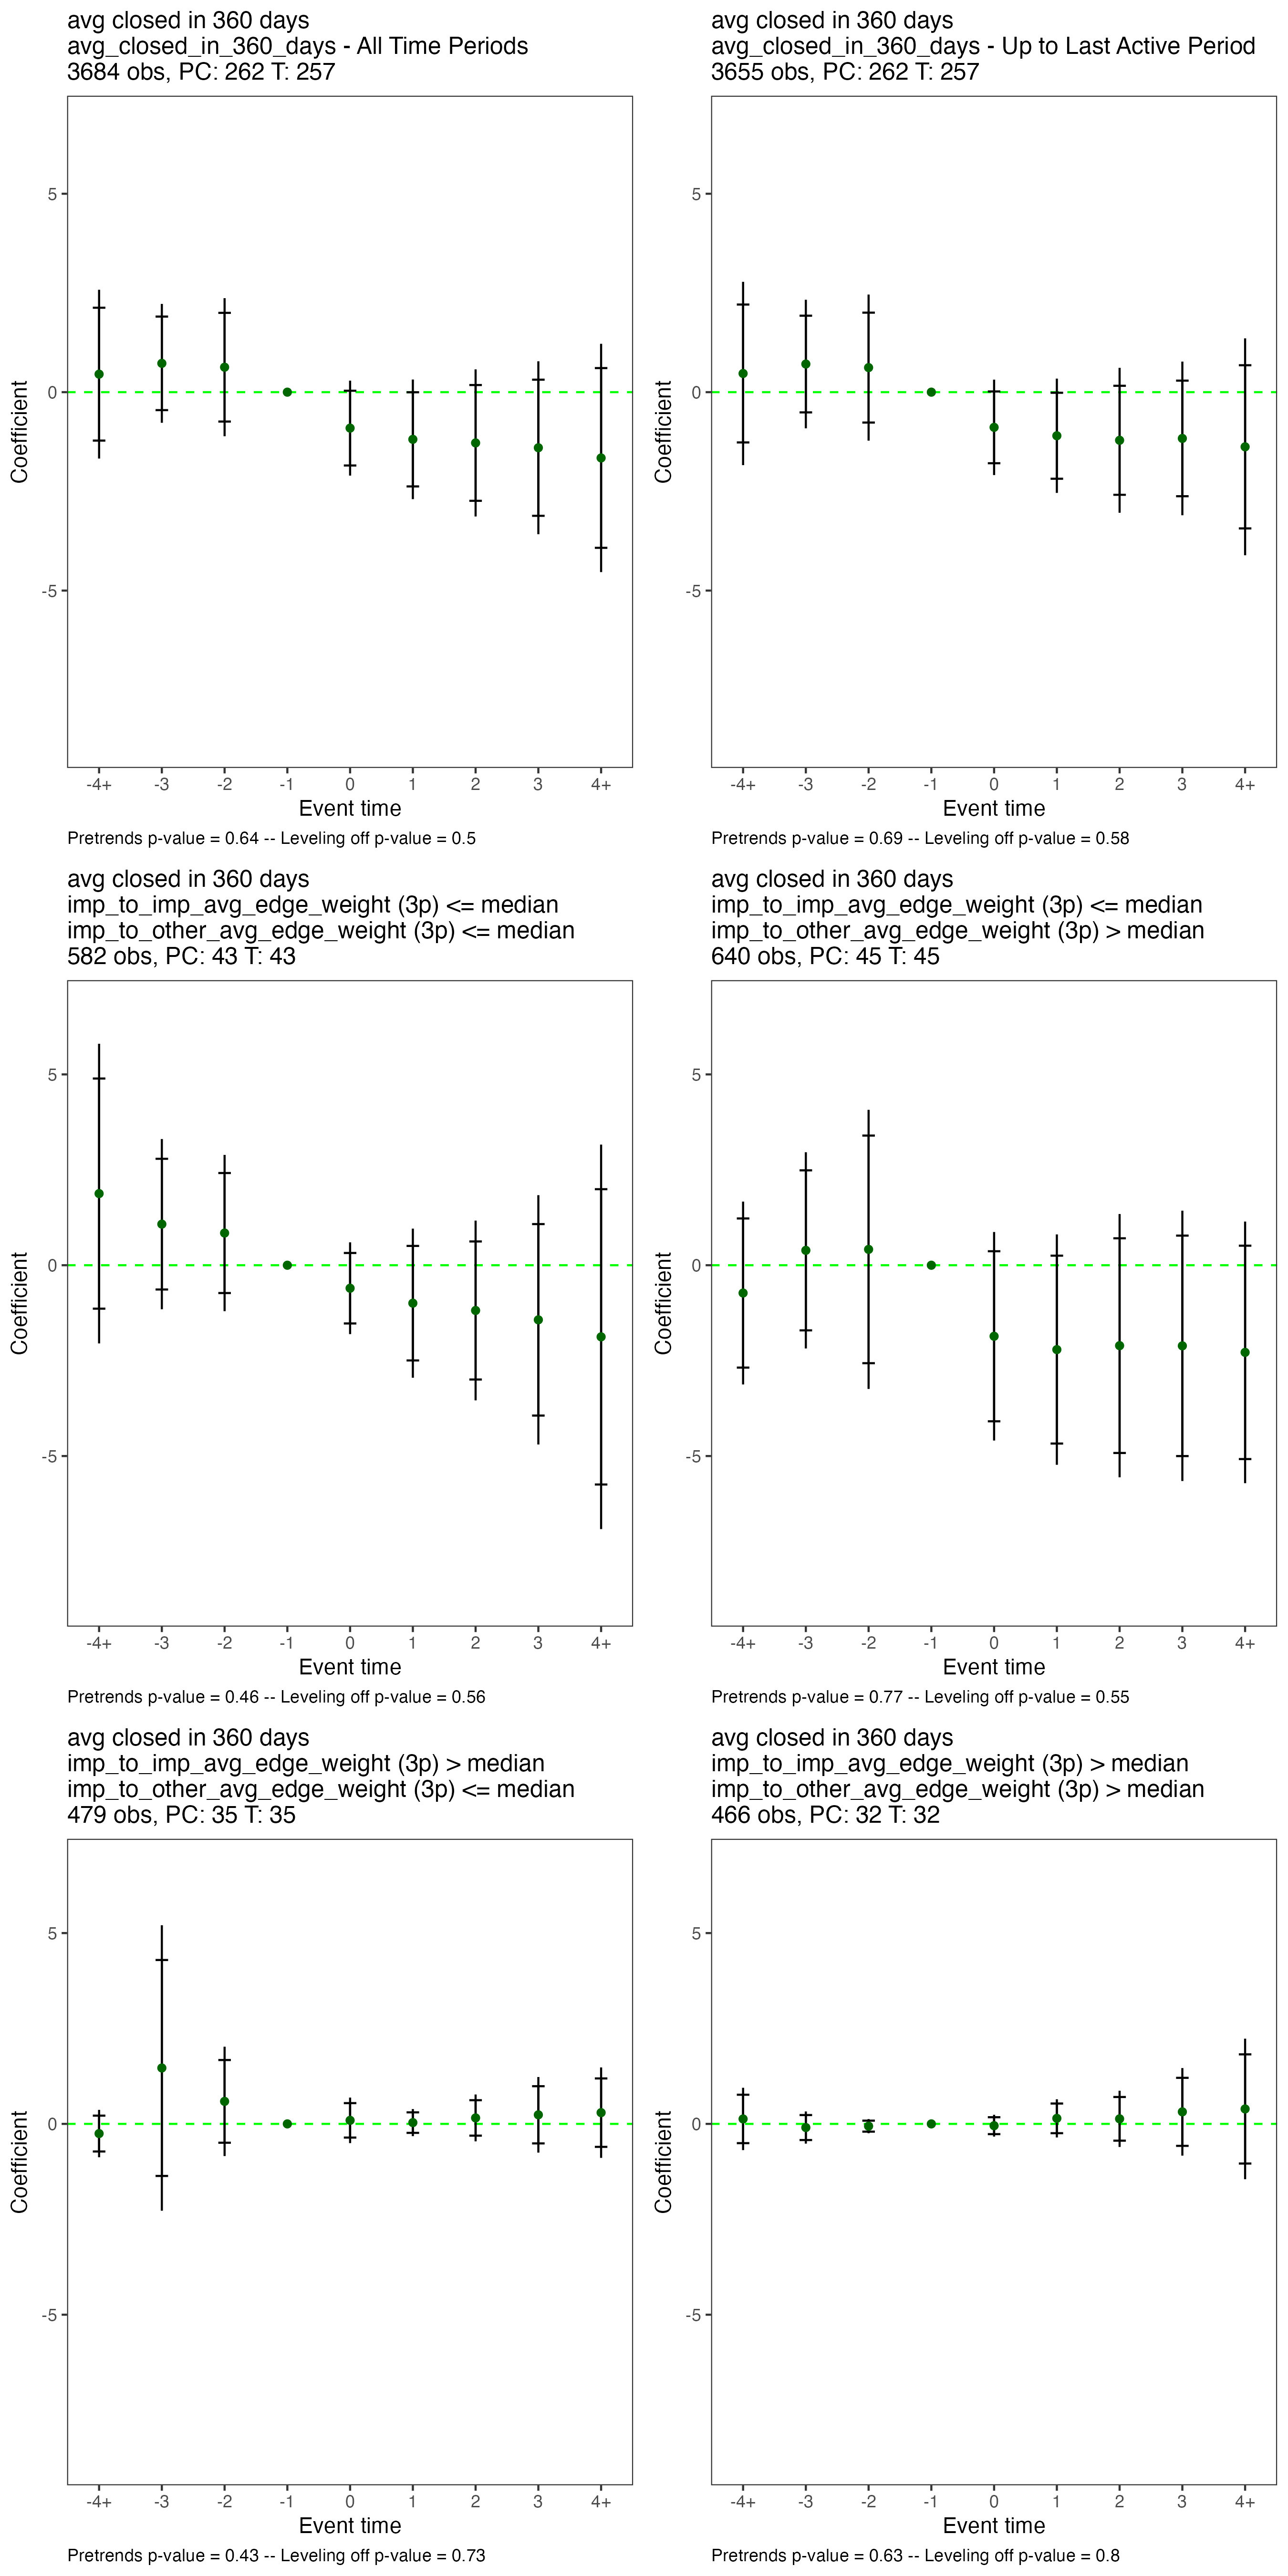 avg closed in 360 days
avg_closed_in_360_days - All Time Periods
3684 obs, PC: 262 T: 257
5
0
-5
Coefficient
-4+ -3 -2 -1 0 1 2 3 4+
Event time
Pretrends p-value = 0.64 -- Leveling off p-value = 0.5
avg closed in 360 days
avg_closed_in_360_days - Up to Last Active Period
3655 obs, PC: 262 T: 257
5
0
-5
Coefficient
-4+ -3 -2 -1 0 1 2 3 4+
Event time
Pretrends p-value = 0.69 -- Leveling off p-value = 0.58
avg closed in 360 days
imp_to_imp_avg_edge_weight (3p) <= median
imp_to_other_avg_edge_weight (3p) <= median
582 obs, PC: 43 T: 43
5
0
-5
Coefficient
-4+ -3 -2 -1 0 1 2 3 4+
Event time
Pretrends p-value = 0.46 -- Leveling off p-value = 0.56
avg closed in 360 days
imp_to_imp_avg_edge_weight (3p) <= median
imp_to_other_avg_edge_weight (3p) > median
640 obs, PC: 45 T: 45
5
0
-5
Coefficient
-4+ -3 -2 -1 0 1 2 3 4+
Event time
Pretrends p-value = 0.77 -- Leveling off p-value = 0.55
avg closed in 360 days
imp_to_imp_avg_edge_weight (3p) > median
imp_to_other_avg_edge_weight (3p) <= median
479 obs, PC: 35 T: 35
5
0
-5
Coefficient
-4+ -3 -2 -1 0 1 2 3 4+
Event time
Pretrends p-value = 0.43 -- Leveling off p-value = 0.73
avg closed in 360 days
imp_to_imp_avg_edge_weight (3p) > median
imp_to_other_avg_edge_weight (3p) > median
466 obs, PC: 32 T: 32
5
0
-5
Coefficient
-4+ -3 -2 -1 0 1 2 3 4+
Event time
Pretrends p-value = 0.63 -- Leveling off p-value = 0.8